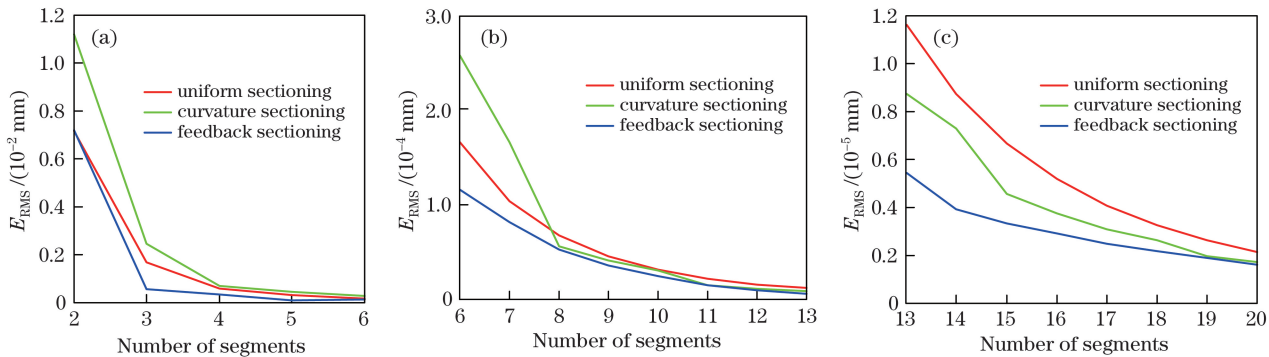 (a)
1.2
1.0
0.8
0.6
0.4
0.2
0
E_RMS /(10⁻² mm)
uniform sectioning
curvature sectioning
feedback sectioning
2 3 4 5 6
Number of segments
(b)
3.0
2.0
1.0
0
E_RMS /(10⁻⁴ mm)
uniform sectioning
curvature sectioning
feedback sectioning
6 7 8 9 10 11 12 13
Number of segments
(c)
1.2
1.0
0.8
0.6
0.4
0.2
0
E_RMS /(10⁻⁵ mm)
uniform sectioning
curvature sectioning
feedback sectioning
13 14 15 16 17 18 19 20
Number of segments